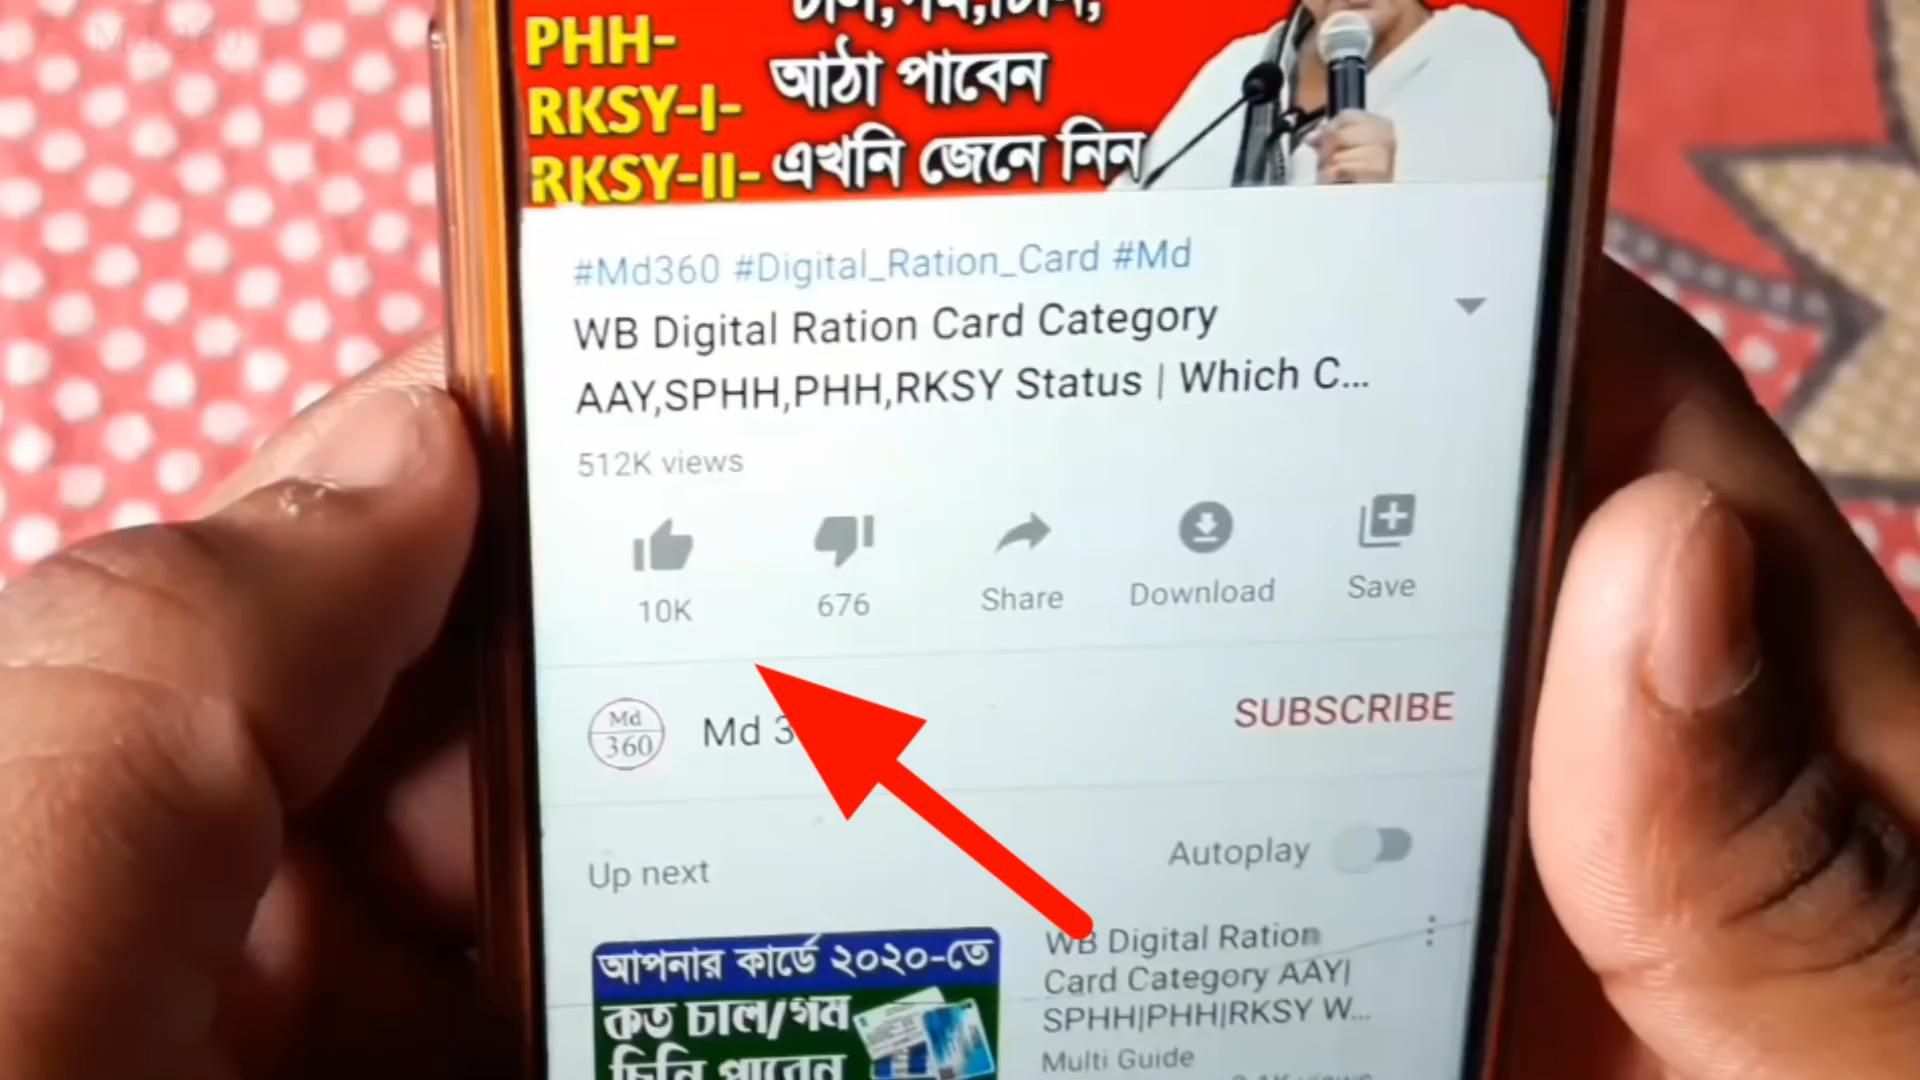 PHH-
RKSY-I-
RKSY-II-
আঠা পাবেন
এখনি জেনে নিন
#Md360 #Digital_Ration_Card #Md
WB Digital Ration Card Category
AAY,SPHH,PHH,RKSY Status | Which C...
512K views
10K
676
Share
Download
Save
Md
360
Md
SUBSCRIBE
Up next
Autoplay
আপনার কার্ডে ২০২০-তে
কত চাল/গম
চিনি পাবেন
WB Digital Ration
Card Category AAY|
SPHH|PHH|RKSY W...
Multi Guide